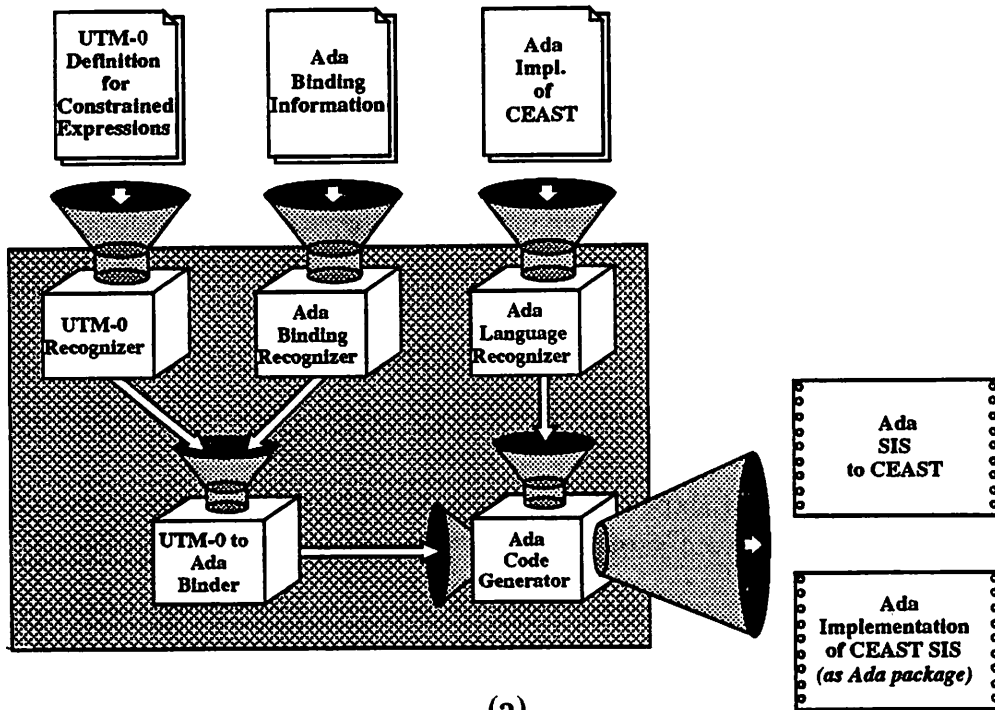 UTM-0
Definition
for
Constrained
Expressions
Ada
Binding
Information
Ada
Impl.
of
CEAST
UTM-0
Recognizer
Ada
Binding
Recognizer
Ada
Language
Recognizer
UTM-0 to
Ada
Binder
Ada
Code
Generator
Ada
SIS
to CEAST
Ada
Implementation
of CEAST SIS
(as Ada package)
(a)